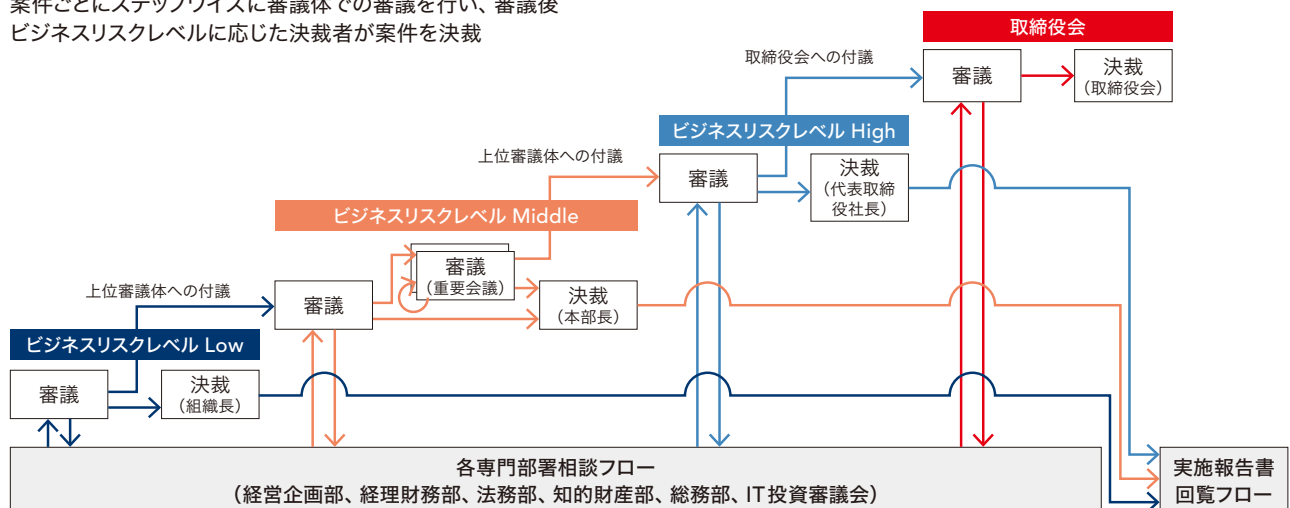 案件ごとにステップワイズに審議体での審議を行い、審議後
ビジネスリスクレベルに応じた決裁者が案件を決裁
取締役会
取締役会への付議
審議
決裁
（取締役会）
ビジネスリスクレベル High
上位審議体への付議
審議
決裁
（代表取締
役社長）
ビジネスリスクレベル Middle
審議
（重要会議）
上位審議体への付議
審議
決裁
（本部長）
ビジネスリスクレベル Low
審議
決裁
（組織長）
各専門部署相談フロー
（経営企画部、経理財務部、法務部、知的財産部、総務部、IT投資審議会）
実施報告書
回覧フロー